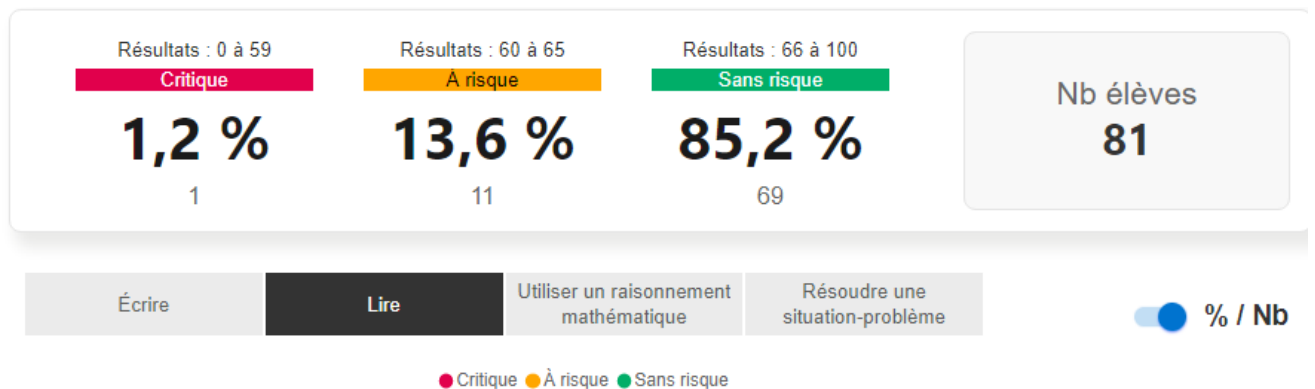 Résultats : 0 à 59
Critique
1,2 %
1
Résultats : 60 à 65
À risque
13,6 %
11
Résultats : 66 à 100
Sans risque
85,2 %
69
Nb élèves
81
Écrire
Lire
Utiliser un raisonnement
mathématique
Résoudre une
situation-problème
% / Nb
Critique À risque Sans risque